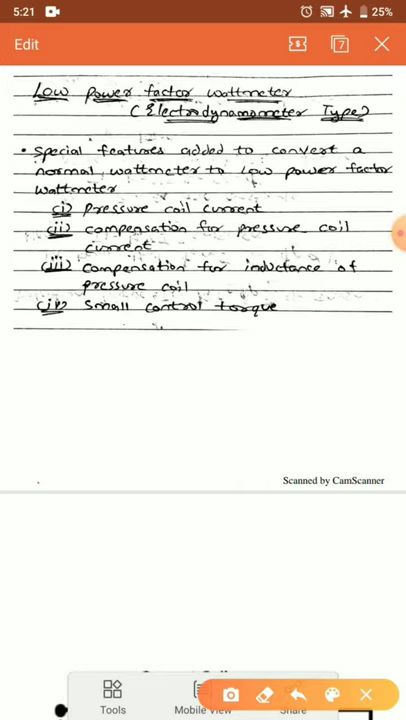 5:21
25%
Edit
7
Low Power factor wattmeter
(Electrodynamometer Type)
• special features added to convert a
normal wattmeter to low power factor
wattmeter
(i) Pressure coil current
(ii) compensation for pressure coil
current
(iii) compensation for inductance of
pressure coil
(iv) Small control torque
Scanned by CamScanner
Tools
Mobile View
Share